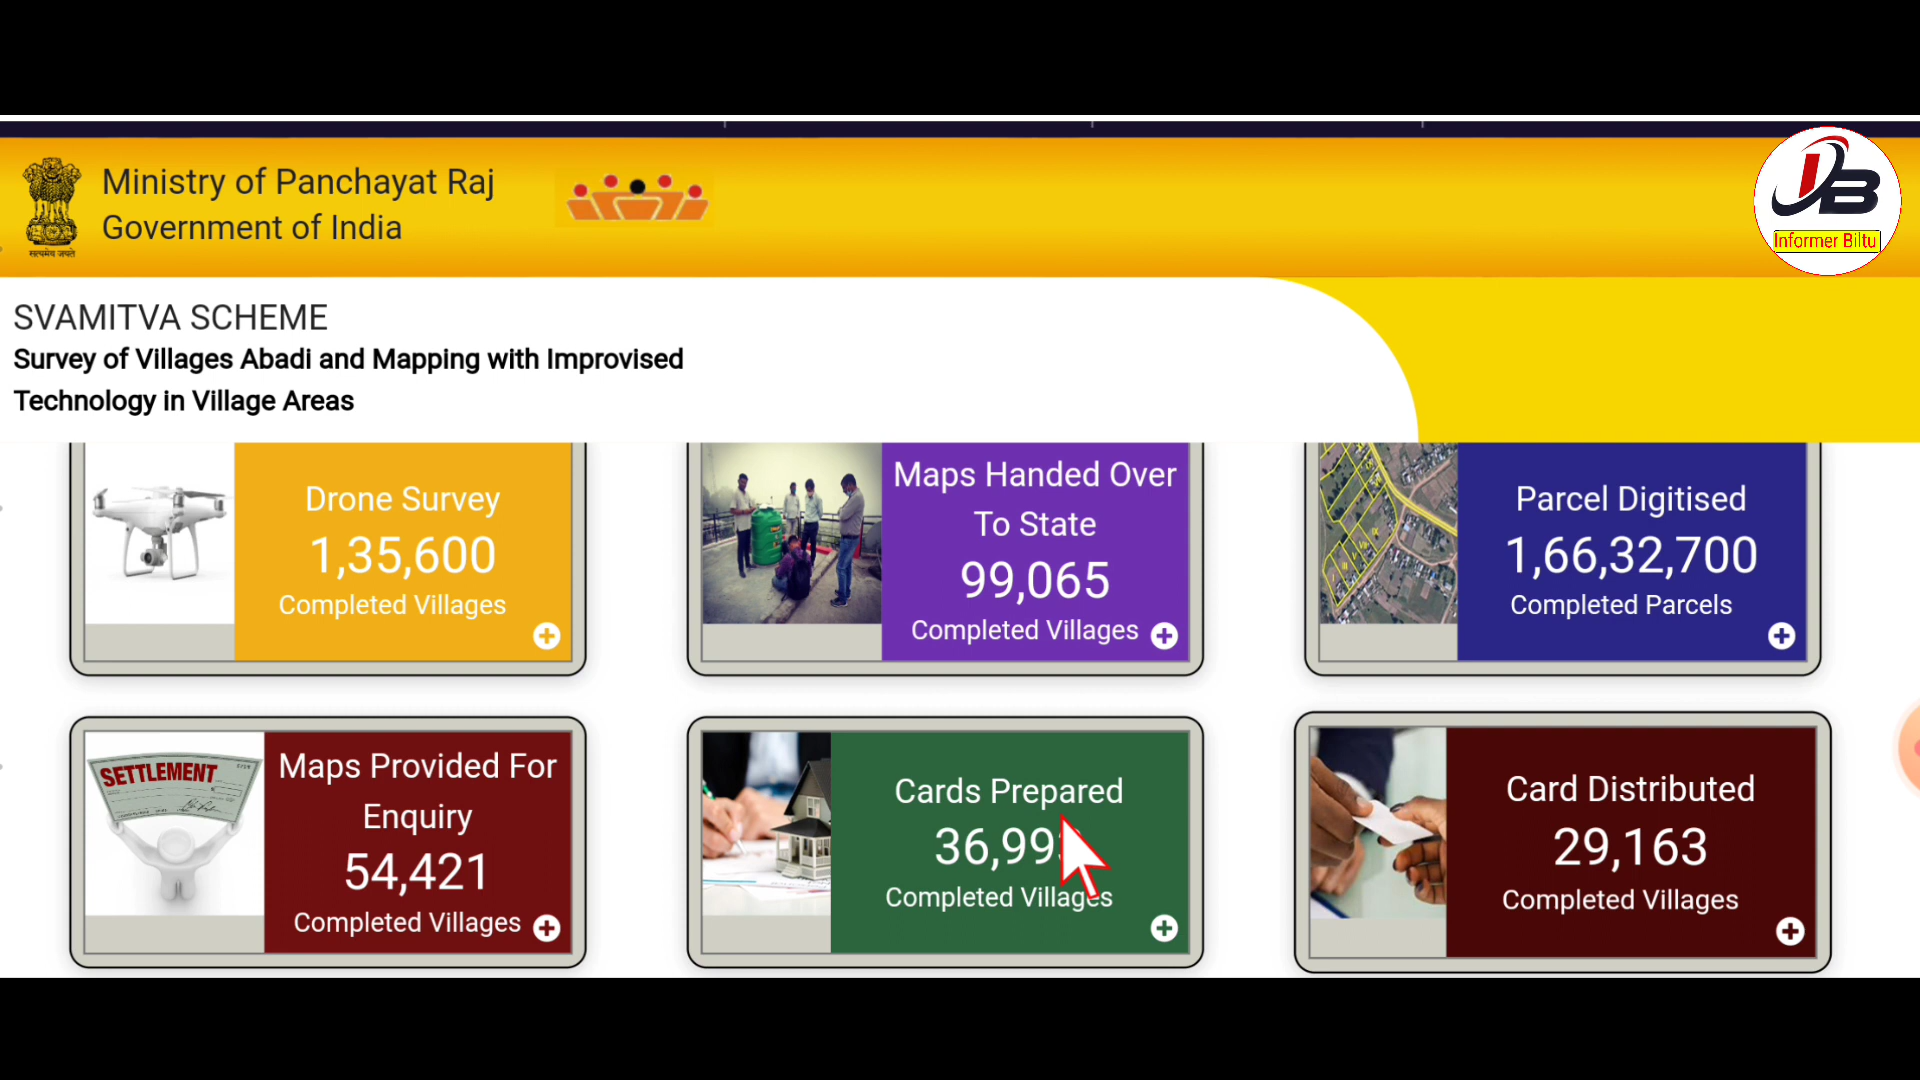 Ministry of Panchayat Raj
Government of India
सत्यमेव जयते
Informer Biltu
SVAMITVA SCHEME
Survey of Villages Abadi and Mapping with Improvised
Technology in Village Areas
Drone Survey
1,35,600
Completed Villages
Maps Handed Over
To State
99,065
Completed Villages
Parcel Digitised
1,66,32,700
Completed Parcels
SETTLEMENT
Maps Provided For
Enquiry
54,421
Completed Villages
Cards Prepared
Completed Villages
Card Distributed
29,163
Completed Villages